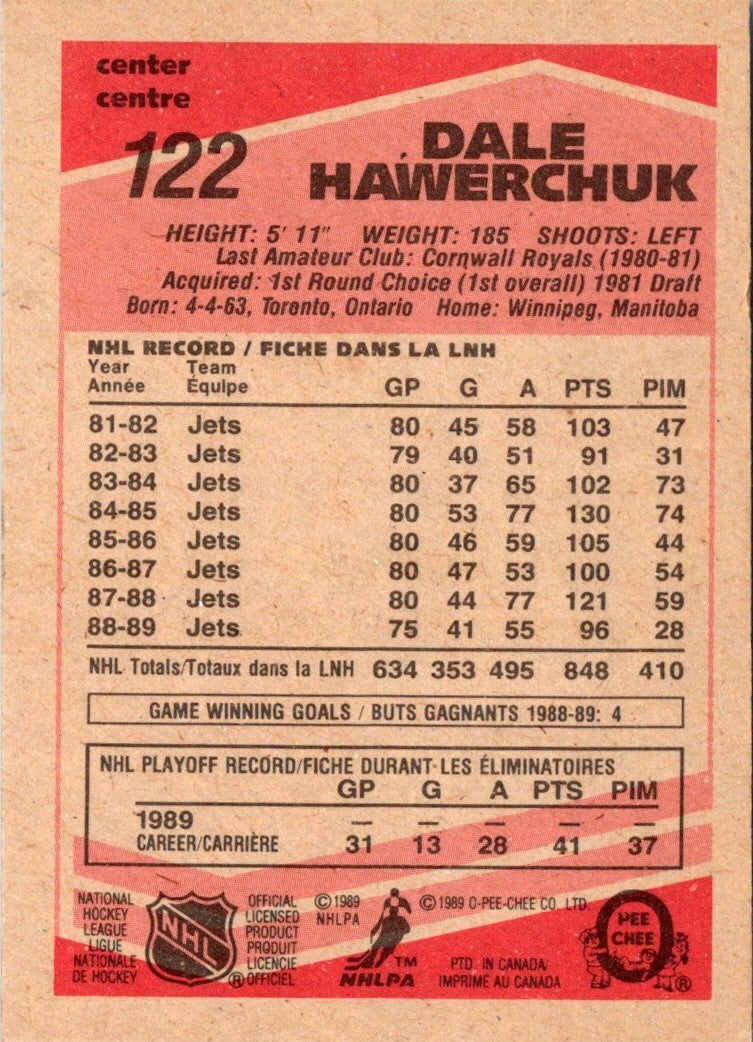 center
centre
122
DALE
HAWERCHUK
HEIGHT: 5' 11" WEIGHT: 185 SHOOTS: LEFT
Last Amateur Club: Cornwall Royals (1980-81)
Acquired: 1st Round Choice (1st overall) 1981 Draft
Born: 4-4-63, Toronto, Ontario Home: Winnipeg, Manitoba
NHL RECORD / FICHE DANS LA LNH
Year Team
Année Équipe GP G A PTS PIM
81-82 Jets 80 45 58 103 47
82-83 Jets 79 40 51 91 31
83-84 Jets 80 37 65 102 73
84-85 Jets 80 53 77 130 74
85-86 Jets 80 46 59 105 44
86-87 Jets 80 47 53 100 54
87-88 Jets 80 44 77 121 59
88-89 Jets 75 41 55 96 28
NHL Totals/Totaux dans la LNH 634 353 495 848 410
GAME WINNING GOALS / BUTS GAGNANTS 1988-89: 4
NHL PLAYOFF RECORD/FICHE DURANT LES ÉLIMINATOIRES
GP G A PTS PIM
1989 — — — — —
CAREER/CARRIÈRE 31 13 28 41 37
NATIONAL
HOCKEY
LEAGUE
LIGUE
NATIONALE
DE HOCKEY
NHL
®
OFFICIAL
LICENSED
PRODUCT
PRODUIT
LICENCIE
OFFICIEL
© 1989
NHLPA
TM
NHLPA
© 1989 O-PEE-CHEE CO. LTD.
PTD. IN CANADA/
IMPRIMÉ AU CANADA
O
PEE
CHEE
®